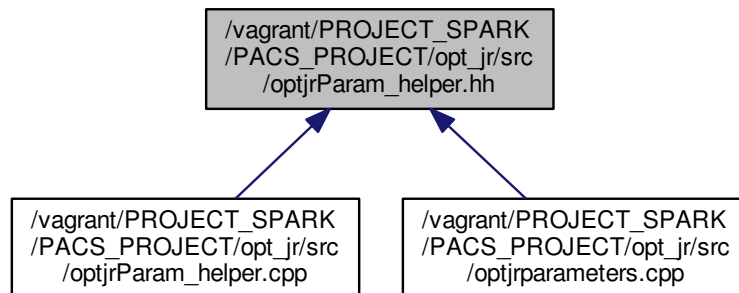 /vagrant/PROJECT_SPARK
/PACS_PROJECT/opt_jr/src
/optjrParam_helper.hh
/vagrant/PROJECT_SPARK
/PACS_PROJECT/opt_jr/src
/optjrParam_helper.cpp
/vagrant/PROJECT_SPARK
/PACS_PROJECT/opt_jr/src
/optjrparameters.cpp